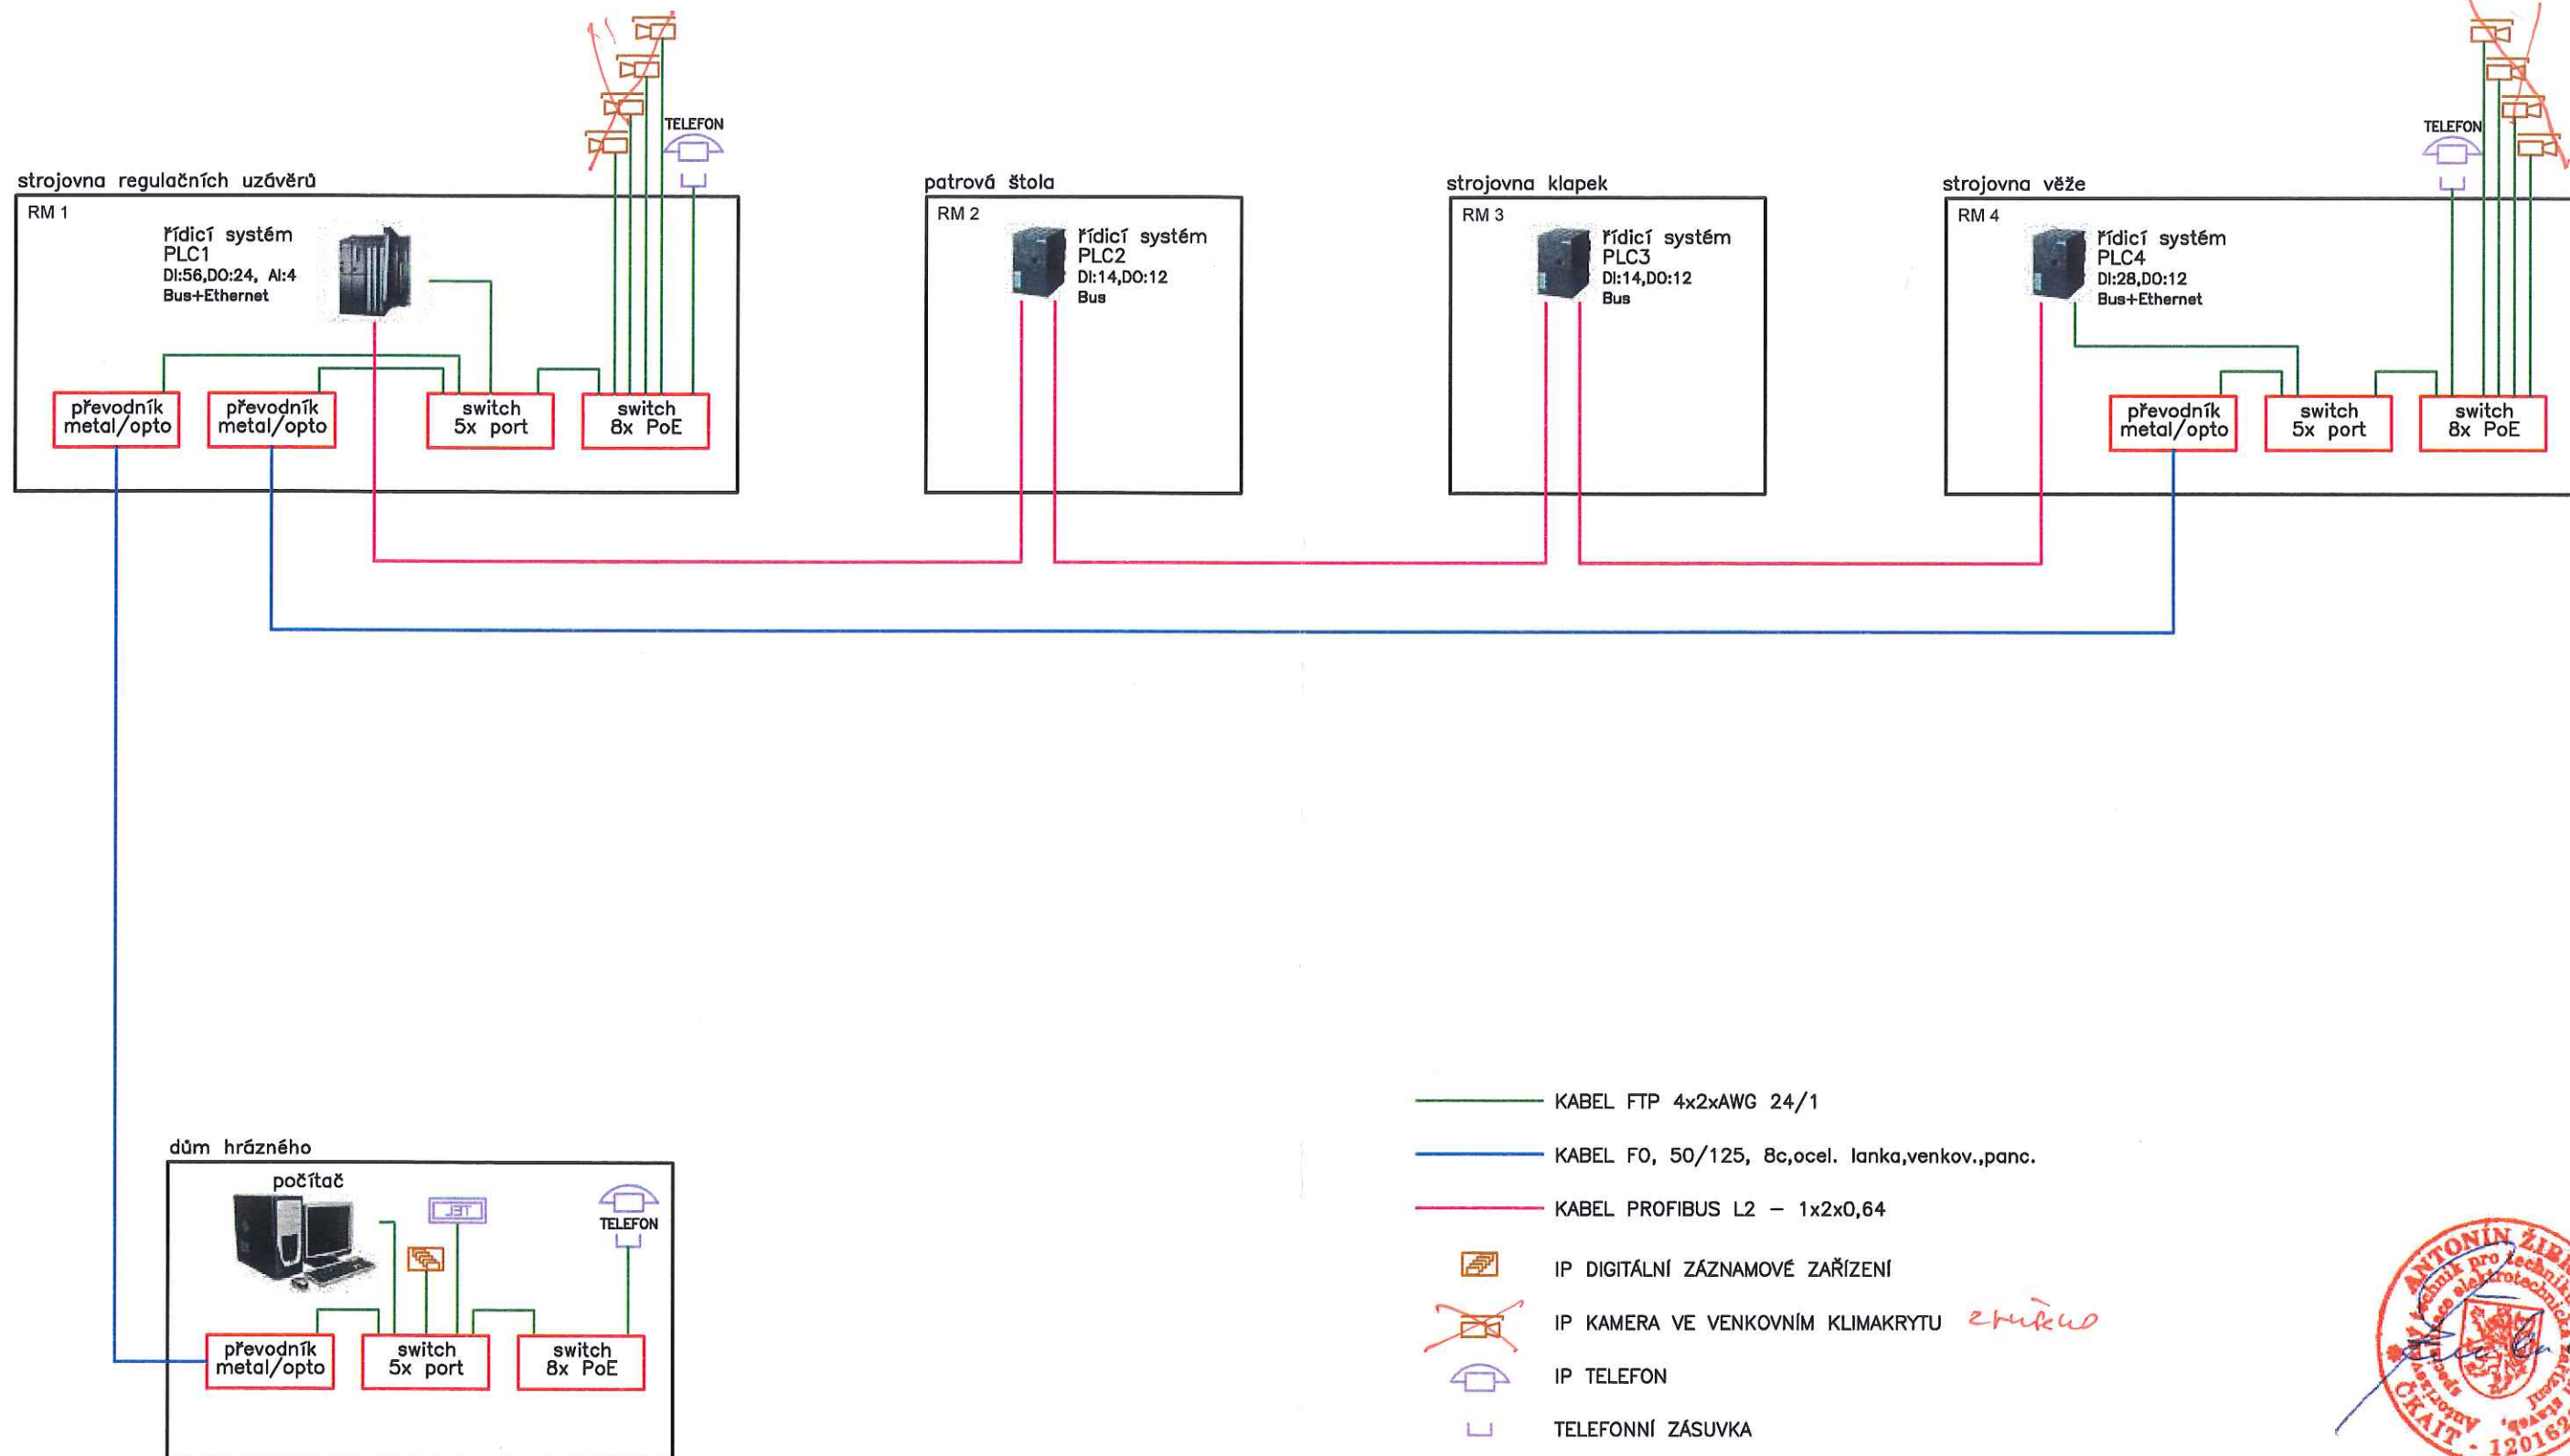 TELEFON
TELEFON
strojovna regulačních uzávěrů
RM 1
řídicí systém
PLC1
DI:56,DO:24, AI:4
Bus+Ethernet
převodník
metal/opto
převodník
metal/opto
switch
5x port
switch
8x PoE
patrová štola
RM 2
řídicí systém
PLC2
DI:14,DO:12
Bus
strojovna klapek
RM 3
řídicí systém
PLC3
DI:14,DO:12
Bus
strojovna věže
RM 4
řídicí systém
PLC4
DI:28,DO:12
Bus+Ethernet
převodník
metal/opto
switch
5x port
switch
8x PoE
dům hrázného
počítač
TELEFON
převodník
metal/opto
switch
5x port
switch
8x PoE
KABEL FTP 4x2xAWG 24/1
KABEL FO, 50/125, 8c,ocel. lanka,venkov.,panc.
KABEL PROFIBUS L2 – 1x2x0,64
IP DIGITÁLNÍ ZÁZNAMOVÉ ZAŘÍZENÍ
IP KAMERA VE VENKOVNÍM KLIMAKRYTU
IP TELEFON
TELEFONNÍ ZÁSUVKA
ANTONÍN
ČKAIT